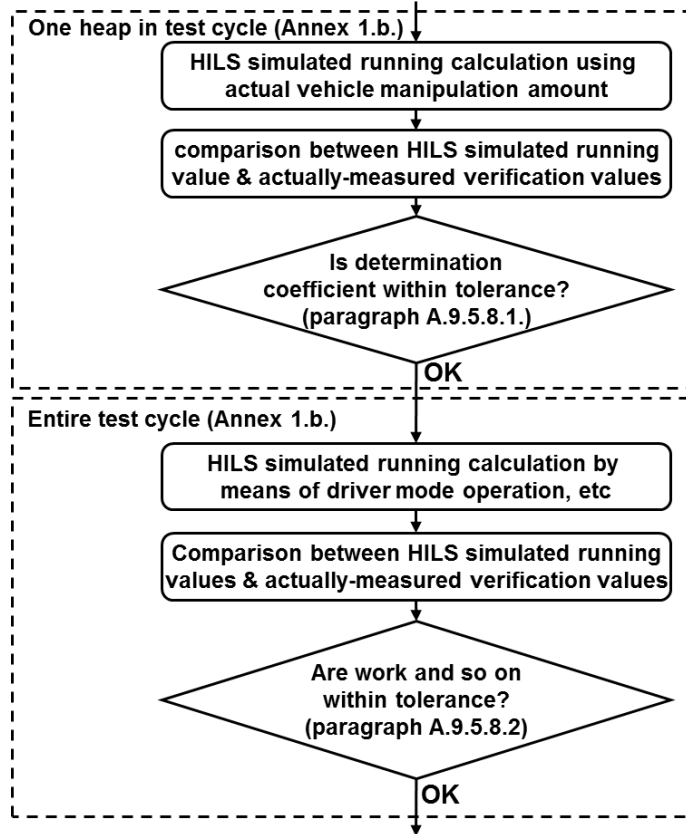 One heap in test cycle (Annex 1.b.)
HILS simulated running calculation using
actual vehicle manipulation amount
comparison between HILS simulated running
value & actually-measured verification values
Is determination
coefficient within tolerance?
(paragraph A.9.5.8.1.)
OK
Entire test cycle (Annex 1.b.)
HILS simulated running calculation by
means of driver mode operation, etc
Comparison between HILS simulated running
values & actually-measured verification values
Are work and so on
within tolerance?
(paragraph A.9.5.8.2)
OK